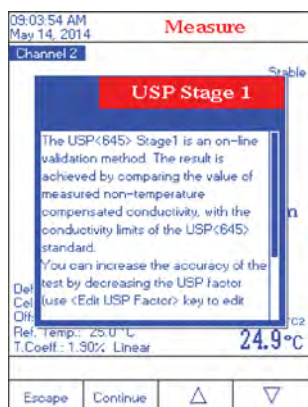 09:03:54 AM
May 14, 2014
Measure
Channel 2
Stable
USP Stage 1
The USP<645> Stage1 is an on-line
validation method. The result is
achieved by comparing the value of
measured non-temperature
compensated conductivity, with the
conductivity limits of the USP<645>
standard.
You can increase the accuracy of the
test by decreasing the USP factor
(use <Edit USP Factor> key to edit
Ref. Temp.: 25.0°C
T.Coeff.: 1.90% Linear
24.9°C
Escape
Continue